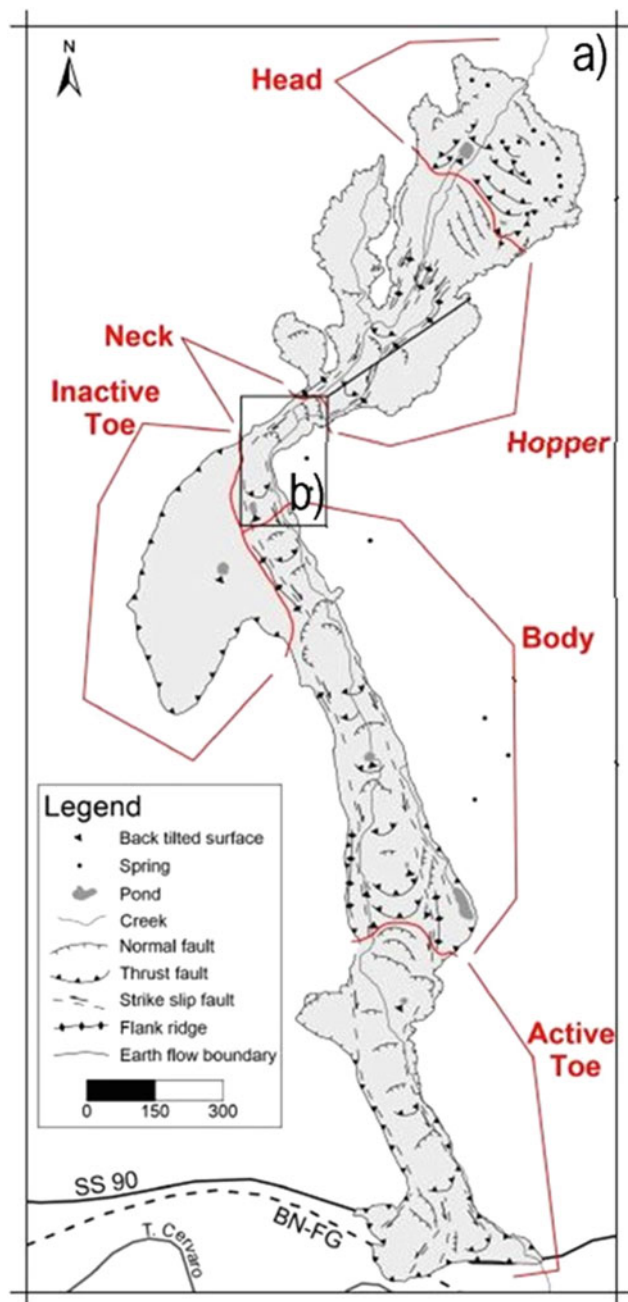 N
a)
Head
Neck
Inactive
Toe
Hopper
b)
Body
Legend
Back tilted surface
Spring
Pond
Creek
Normal fault
Thrust fault
Strike slip fault
Flank ridge
Earth flow boundary
0 150 300
Active
Toe
SS 90
BN-FG
T. Cervaro